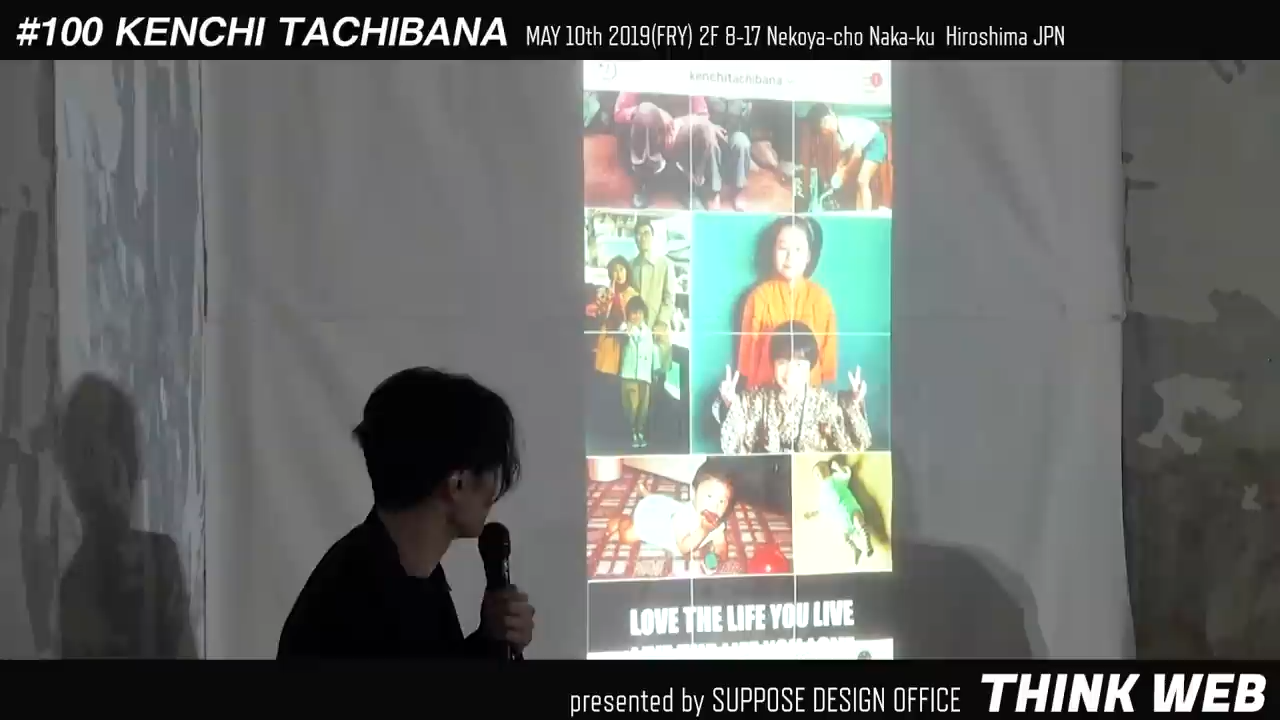 #100 KENCHI TACHIBANA MAY 10th 2019(FRY) 2F 8-17 Nekoya-cho Naka-ku Hiroshima JPN
kenchitachibana
LOVE THE LIFE YOU LIVE
presented by SUPPOSE DESIGN OFFICE THINK WEB